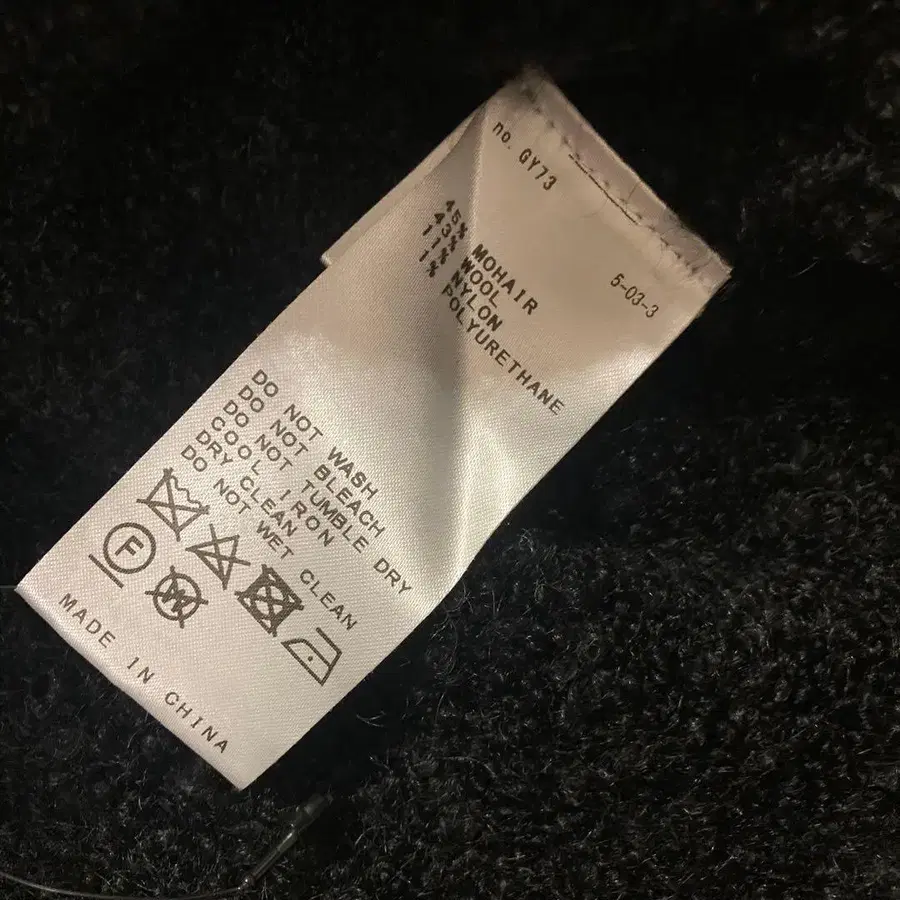 no. GY73
5-03-3
45% MOHAIR
43% WOOL
11% NYLON
1% POLYURETHANE
DO NOT WASH
DO NOT BLEACH
DO NOT TUMBLE DRY
COOL IRON
DRY CLEAN
DO NOT WET CLEAN
F
W
MADE IN CHINA